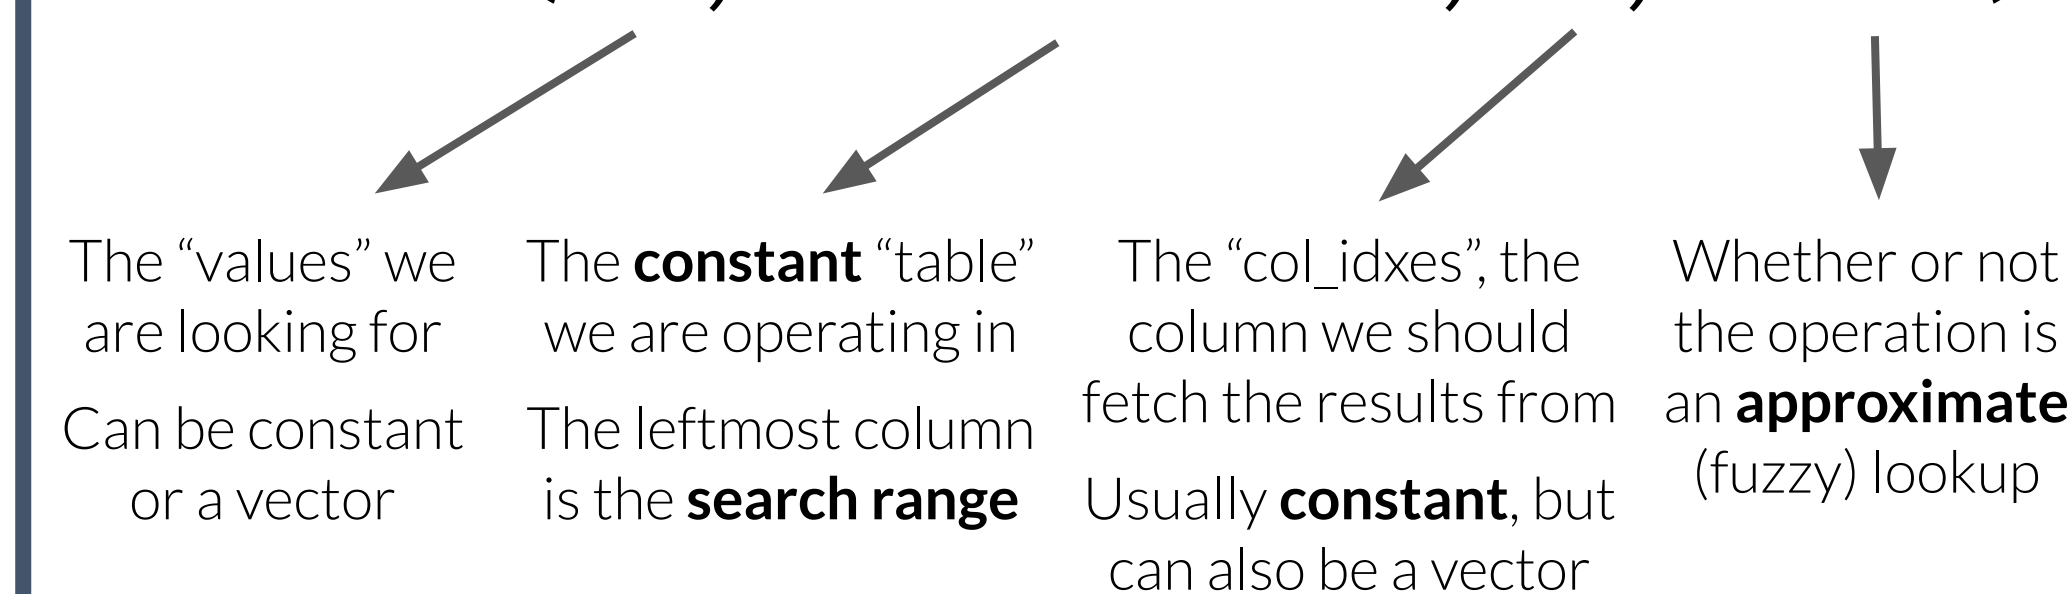 The “values” we
are looking for
Can be constant
or a vector
The constant “table”
we are operating in
The leftmost column
is the search range
The “col_idxes”, the
column we should
fetch the results from
Usually constant, but
can also be a vector
Whether or not
the operation is
an approximate
(fuzzy) lookup